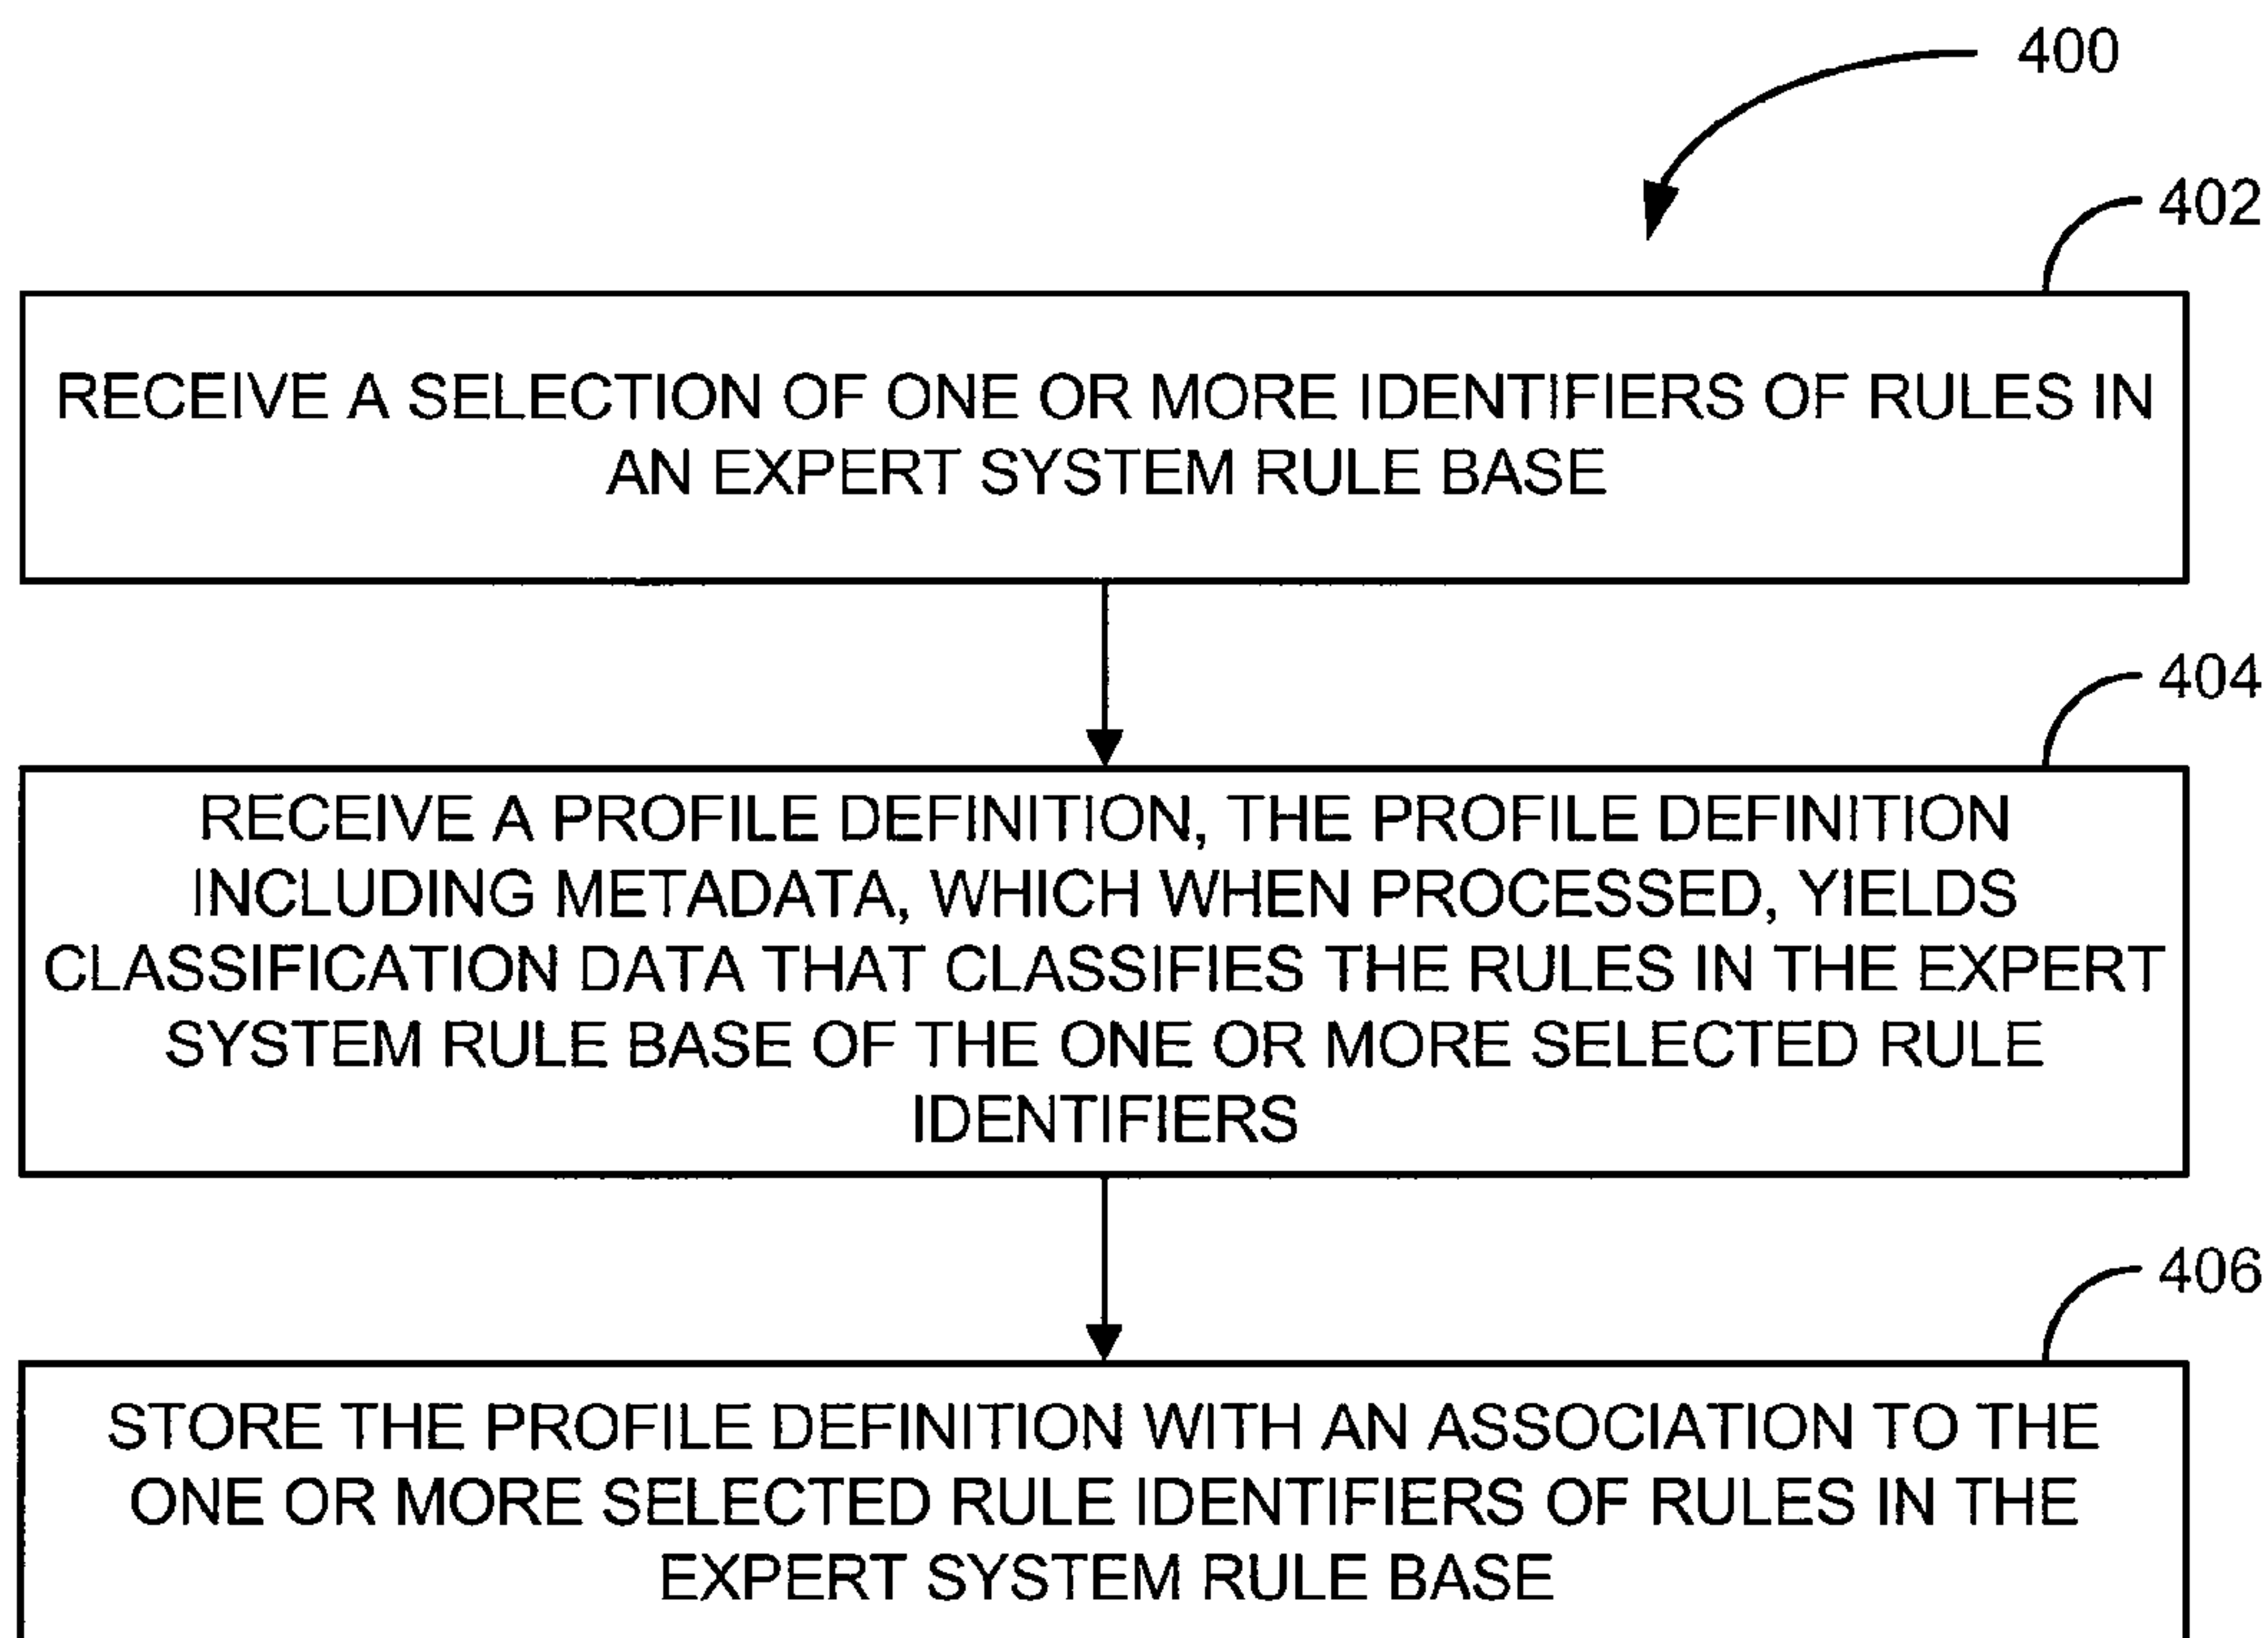 400
402
RECEIVE A SELECTION OF ONE OR MORE IDENTIFIERS OF RULES IN
AN EXPERT SYSTEM RULE BASE
404
RECEIVE A PROFILE DEFINITION, THE PROFILE DEFINITION
INCLUDING METADATA, WHICH WHEN PROCESSED, YIELDS
CLASSIFICATION DATA THAT CLASSIFIES THE RULES IN THE EXPERT
SYSTEM RULE BASE OF THE ONE OR MORE SELECTED RULE
IDENTIFIERS
406
STORE THE PROFILE DEFINITION WITH AN ASSOCIATION TO THE
ONE OR MORE SELECTED RULE IDENTIFIERS OF RULES IN THE
EXPERT SYSTEM RULE BASE